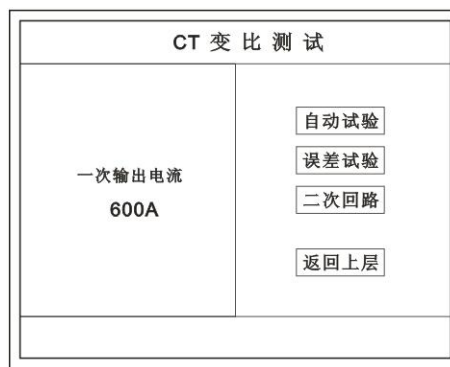 CT 变 比 测 试
一次输出电流
600A
自动试验
误差试验
二次回路
返回上层